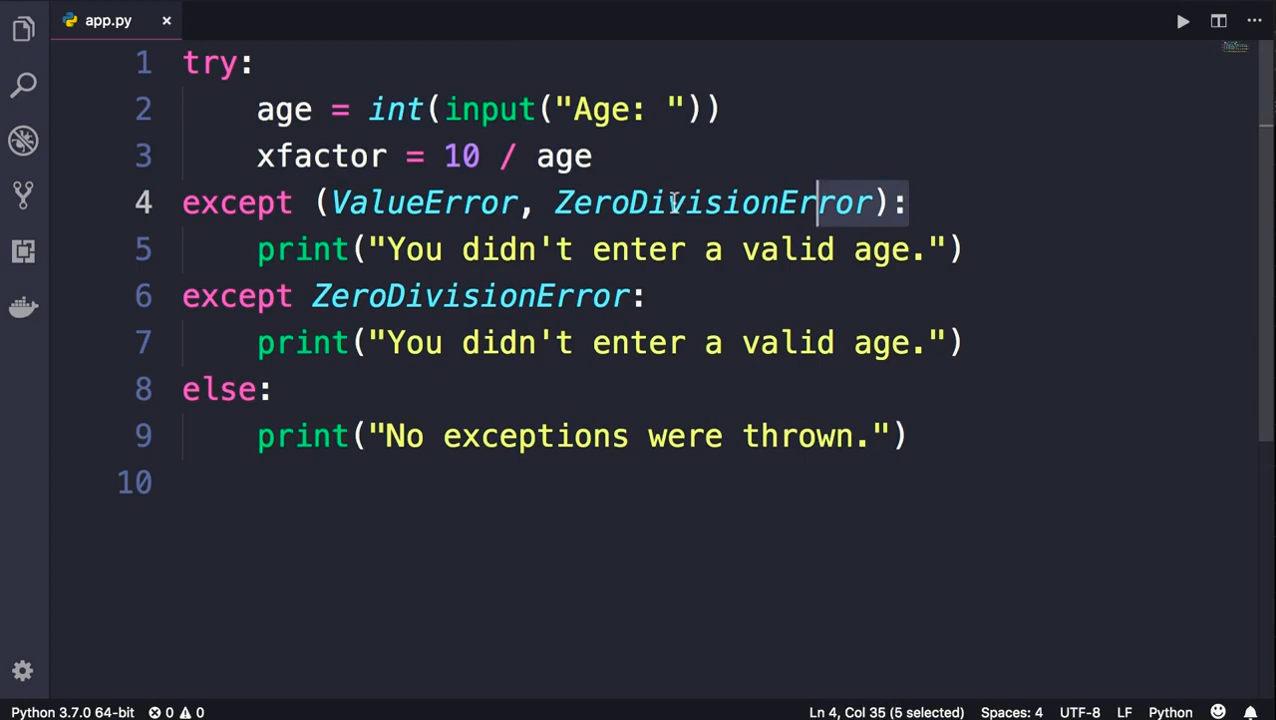 app.py ×
1 try:
2 age = int(input("Age: "))
3 xfactor = 10 / age
4 except (ValueError, ZeroDivisionError):
5 print("You didn't enter a valid age.")
6 except ZeroDivisionError:
7 print("You didn't enter a valid age.")
8 else:
9 print("No exceptions were thrown.")
10
Python 3.7.0 64-bit 0 0 Ln 4, Col 35 (5 selected) Spaces: 4 UTF-8 LF Python